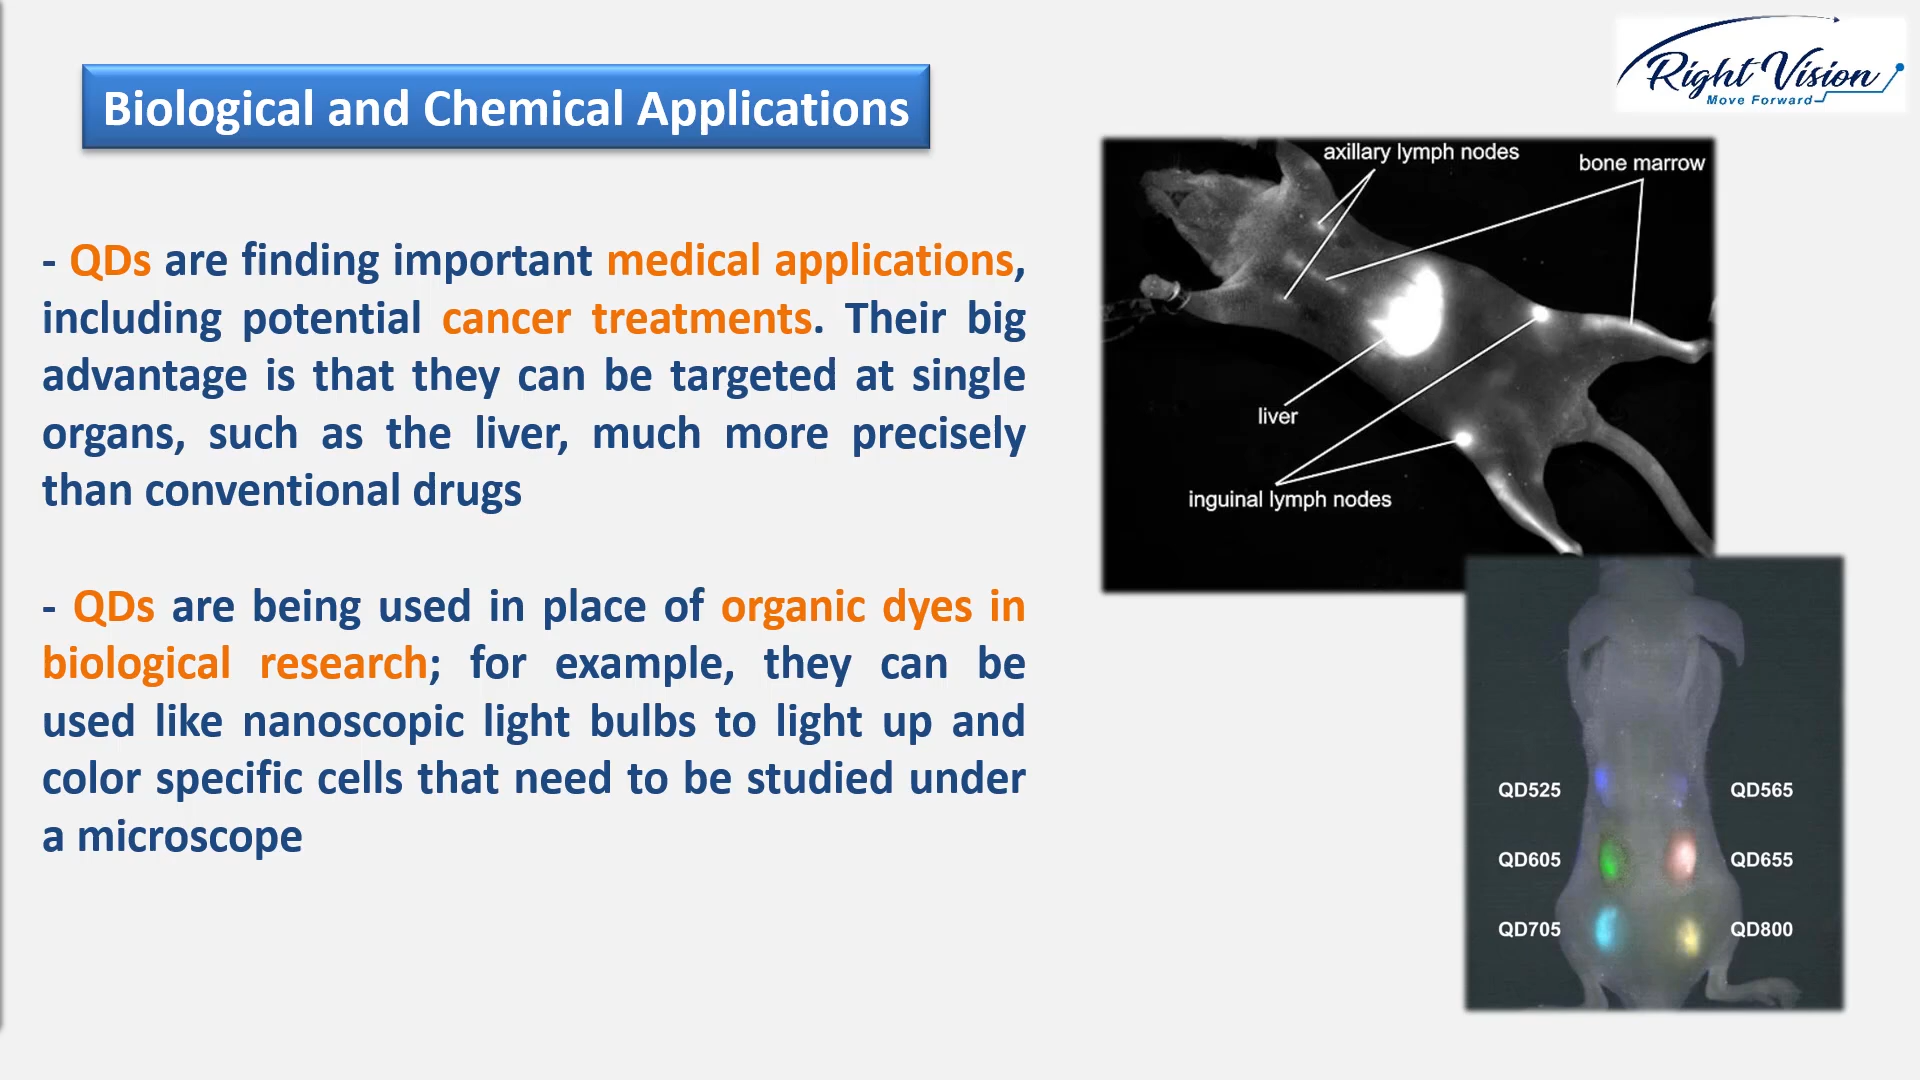 Right Vision
Move Forward
Biological and Chemical Applications
- QDs are finding important medical applications,
including potential cancer treatments. Their big
advantage is that they can be targeted at single
organs, such as the liver, much more precisely
than conventional drugs
- QDs are being used in place of organic dyes in
biological research; for example, they can be
used like nanoscopic light bulbs to light up and
color specific cells that need to be studied under
a microscope
axillary lymph nodes
bone marrow
liver
inguinal lymph nodes
QD525
QD565
QD605
QD655
QD705
QD800